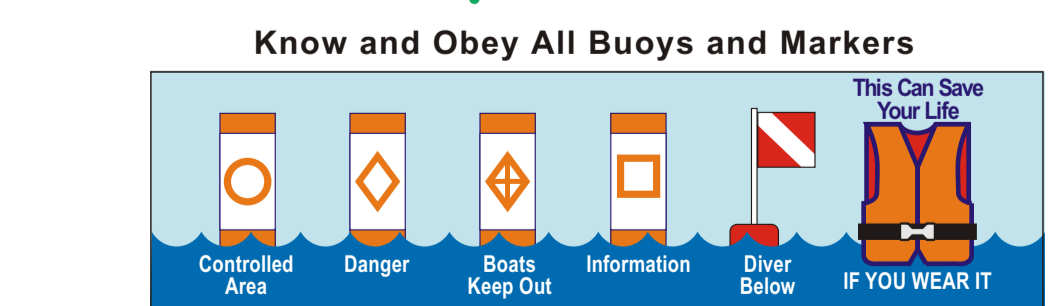 Know and Obey All Buoys and Markers
This Can Save
Your Life
Controlled
Area
Danger
Boats
Keep Out
Information
Diver
Below
IF YOU WEAR IT